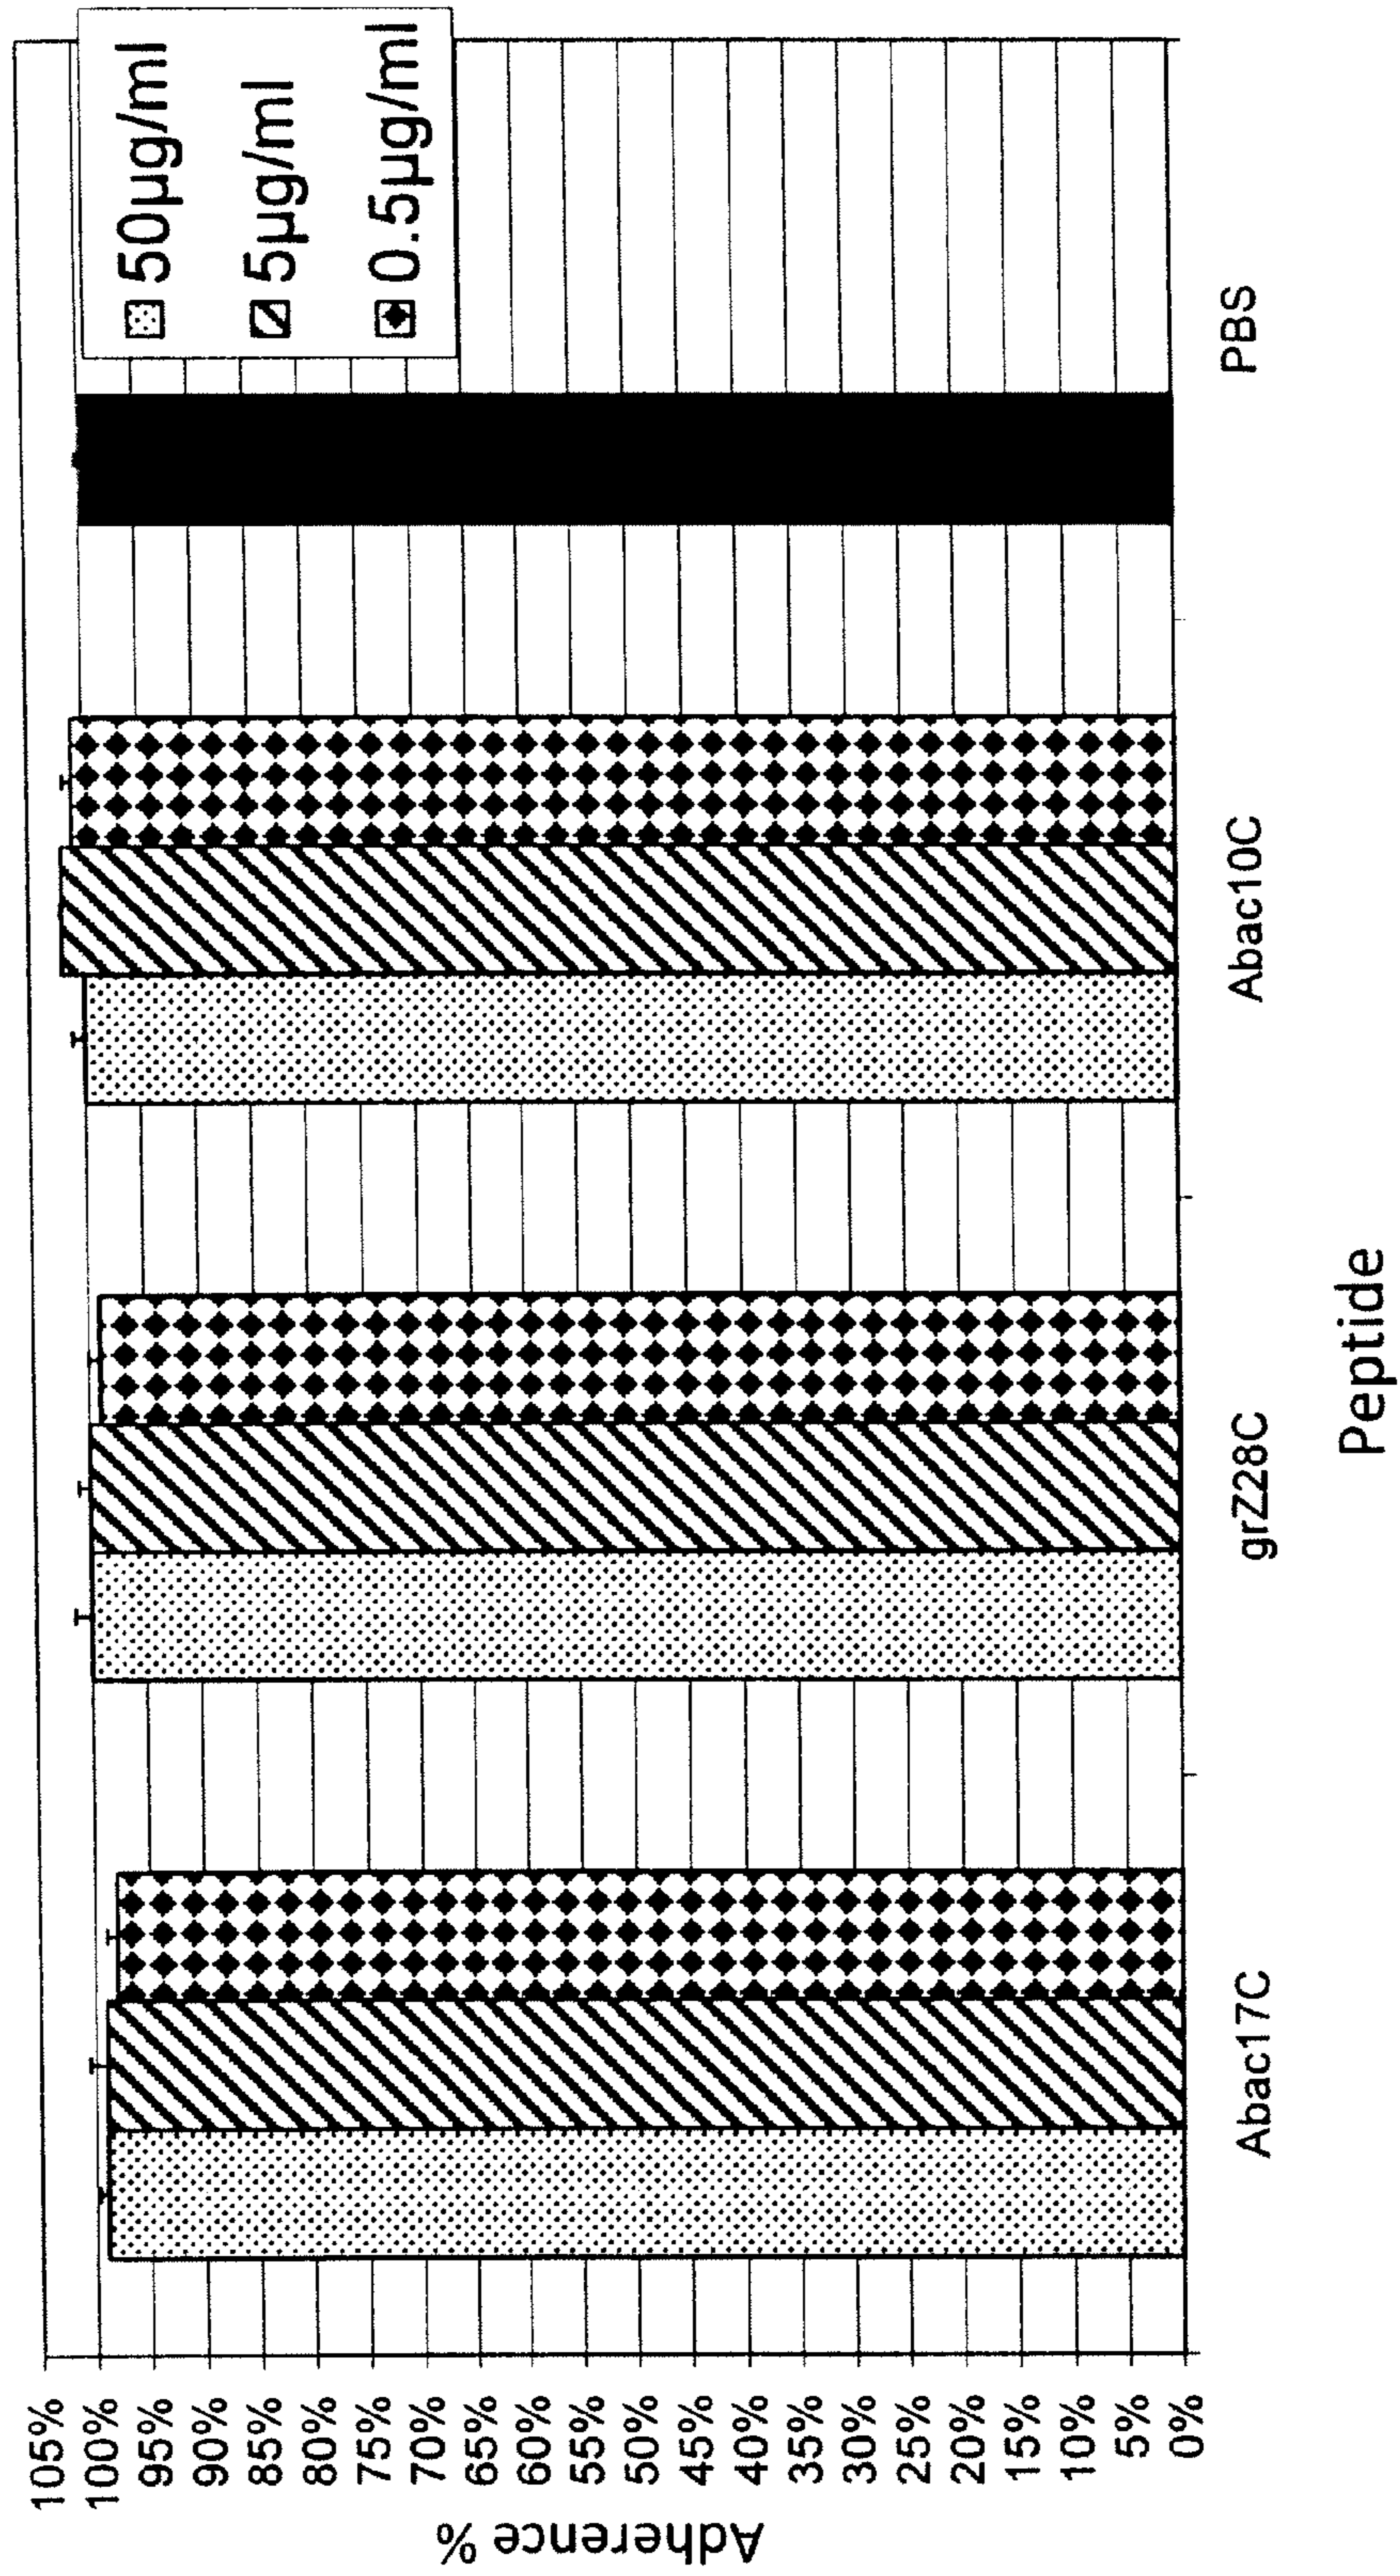 Adherence %
105%
100%
95%
90%
85%
80%
75%
70%
65%
60%
55%
50%
45%
40%
35%
30%
25%
20%
15%
10%
5%
0%
50µg/ml
5µg/ml
0.5µg/ml
Abac17C
grZ28C
Abac10C
PBS
Peptide